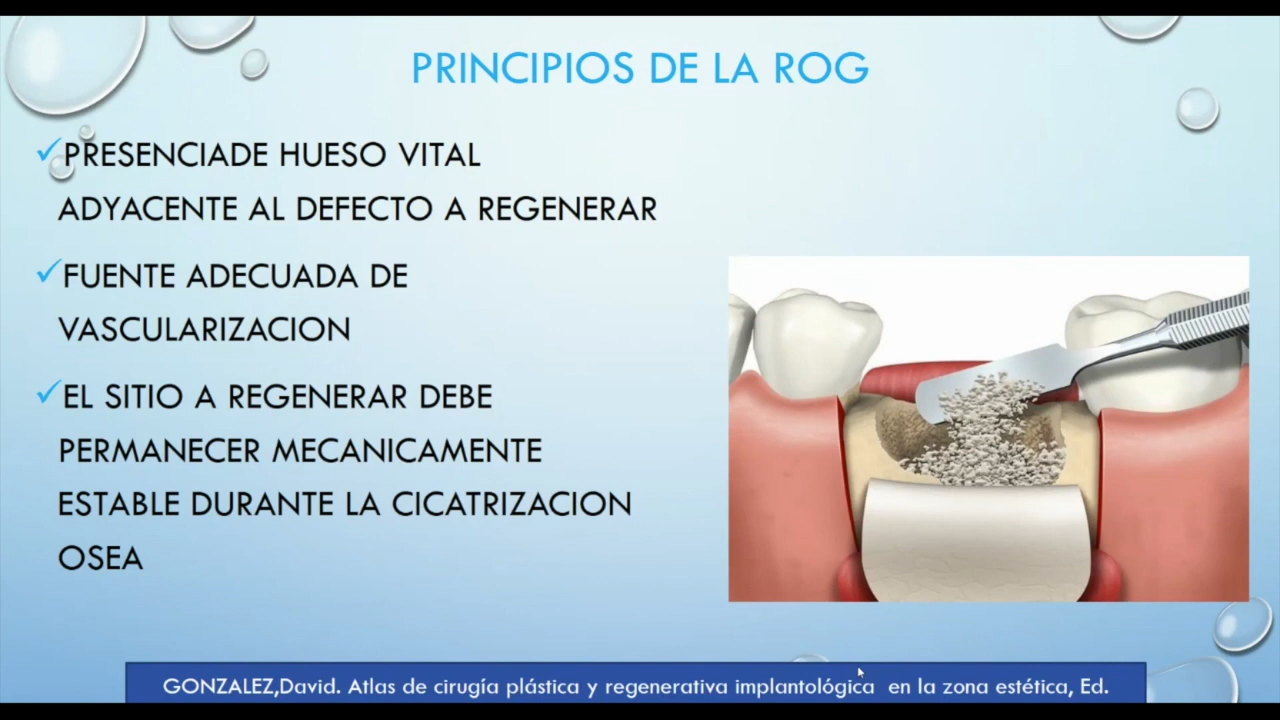 PRINCIPIOS DE LA ROG
PRESENCIADE HUESO VITAL
ADYACENTE AL DEFECTO A REGENERAR
FUENTE ADECUADA DE
VASCULARIZACION
EL SITIO A REGENERAR DEBE
PERMANECER MECANICAMENTE
ESTABLE DURANTE LA CICATRIZACION
OSEA
GONZALEZ,David. Atlas de cirugía plástica y regenerativa implantológica en la zona estética, Ed.